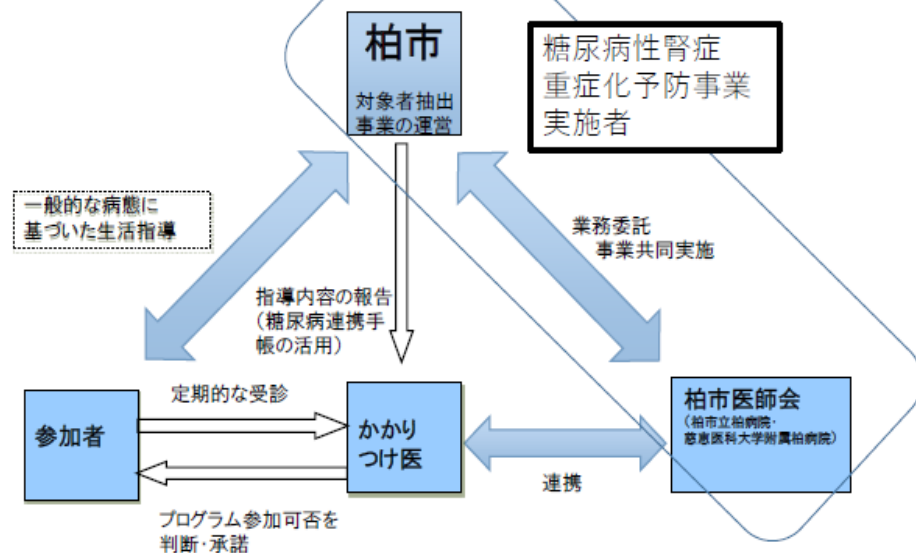 柏市
対象者抽出
事業の運営
糖尿病性腎症
重症化予防事業
実施者
一般的な病態に
基づいた生活指導
業務委託
事業共同実施
指導内容の報告
(糖尿病連携手
帳の活用)
定期的な受診
参加者
かかり
つけ医
柏市医師会
(柏市立柏病院・
慈恵医科大学附属柏病院)
連携
プログラム参加可否を
判断・承諾